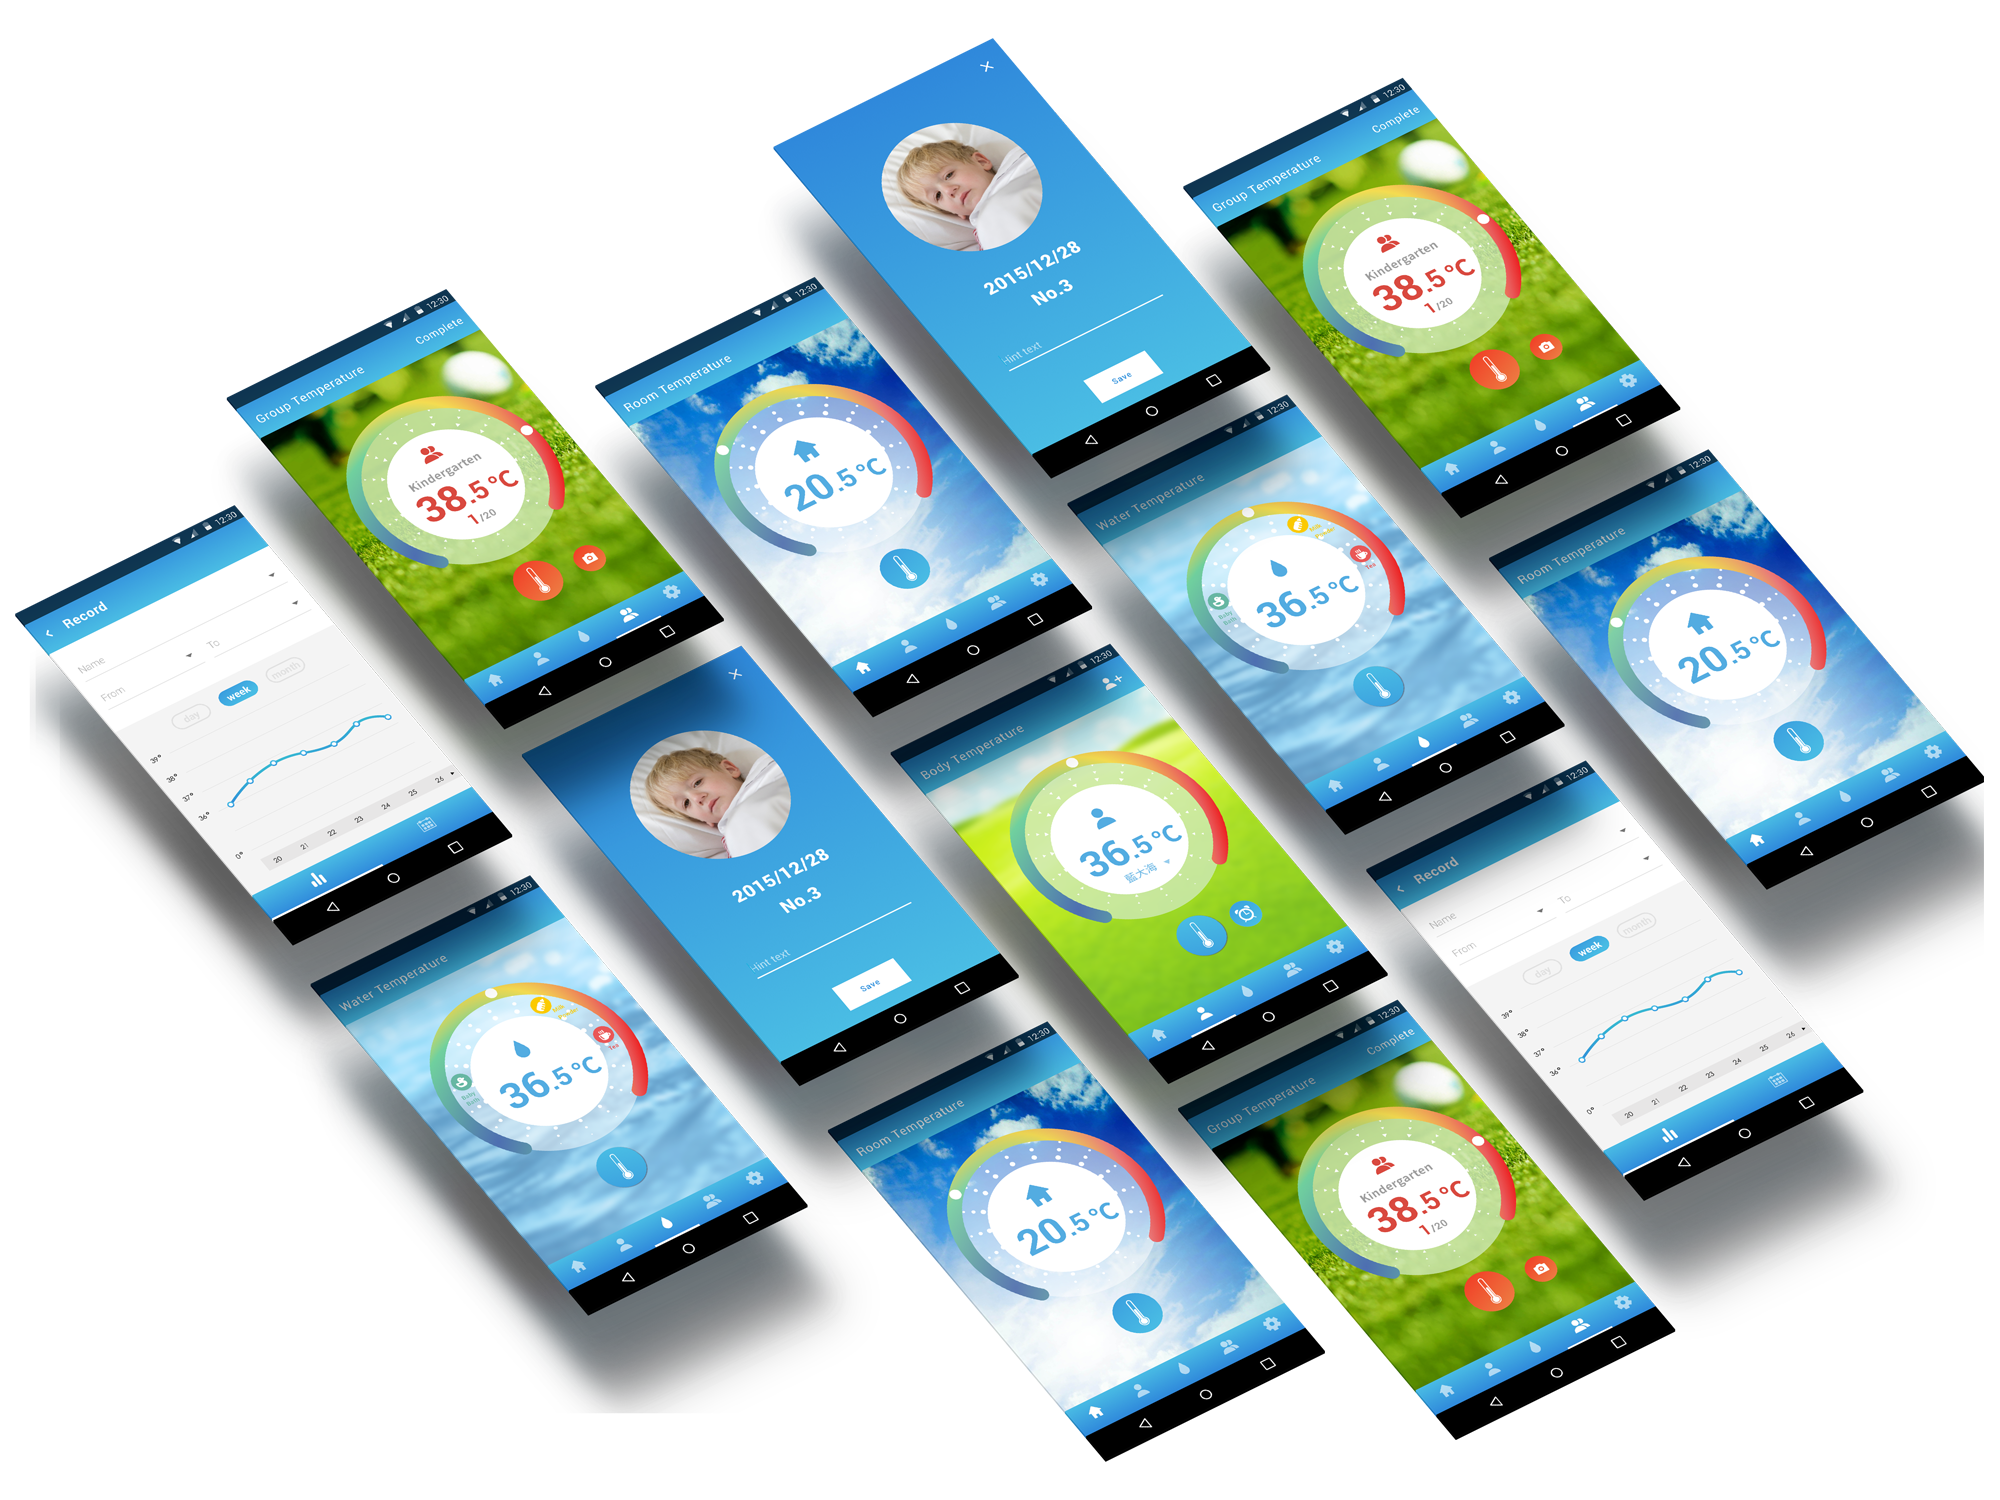 ×
2015/12/28
No.3
Hint text
Save
12:30
Complete
Group Temperature
Kindergarten
38.5°C
1/20
12:30
Complete
Group Temperature
Kindergarten
38.5°C
1/20
12:30
Room Temperature
20.5°C
12:30
Water Temperature
Tea
36.5°C
12:30
Room Temperature
20.5°C
12:30
Record
Name
From
To
day
week
month
39°
38°
37°
36°
0°
20 21 22 23 24 25 26
×
2015/12/28
No.3
Hint text
Save
12:30
Body Temperature
36.5°C
藍大海
12:30
Record
Name
From
To
day
week
month
39°
38°
37°
36°
0°
20 21 22 23 24 25 26
12:30
Water Temperature
Tea
36.5°C
12:30
Room Temperature
20.5°C
12:30
Complete
Group Temperature
Kindergarten
38.5°C
1/20